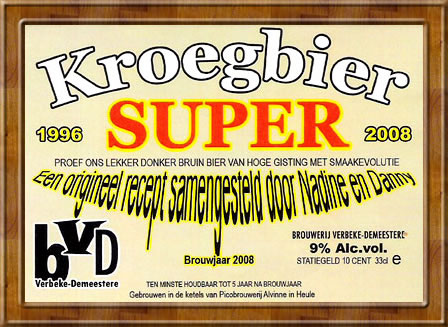 Kroegbier
1996 SUPER 2008
PROEF ONS LEKKER DONKER BRUIN BIER VAN HOGE GISTING MET SMAAKEVOLUTIE
Een origineel recept samengesteld door Nadine en Danny
bVD
Verbeke-Demeestere
Brouwjaar 2008
BROUWERIJ VERBEKE-DEMEESTERE
9% Alc.vol.
STATIEGELD 10 CENT 33cl e
TEN MINSTE HOUDBAAR TOT 5 JAAR NA BROUWJAAR
Gebrouwen in de ketels van Picobrouwerij Alvinne in Heule